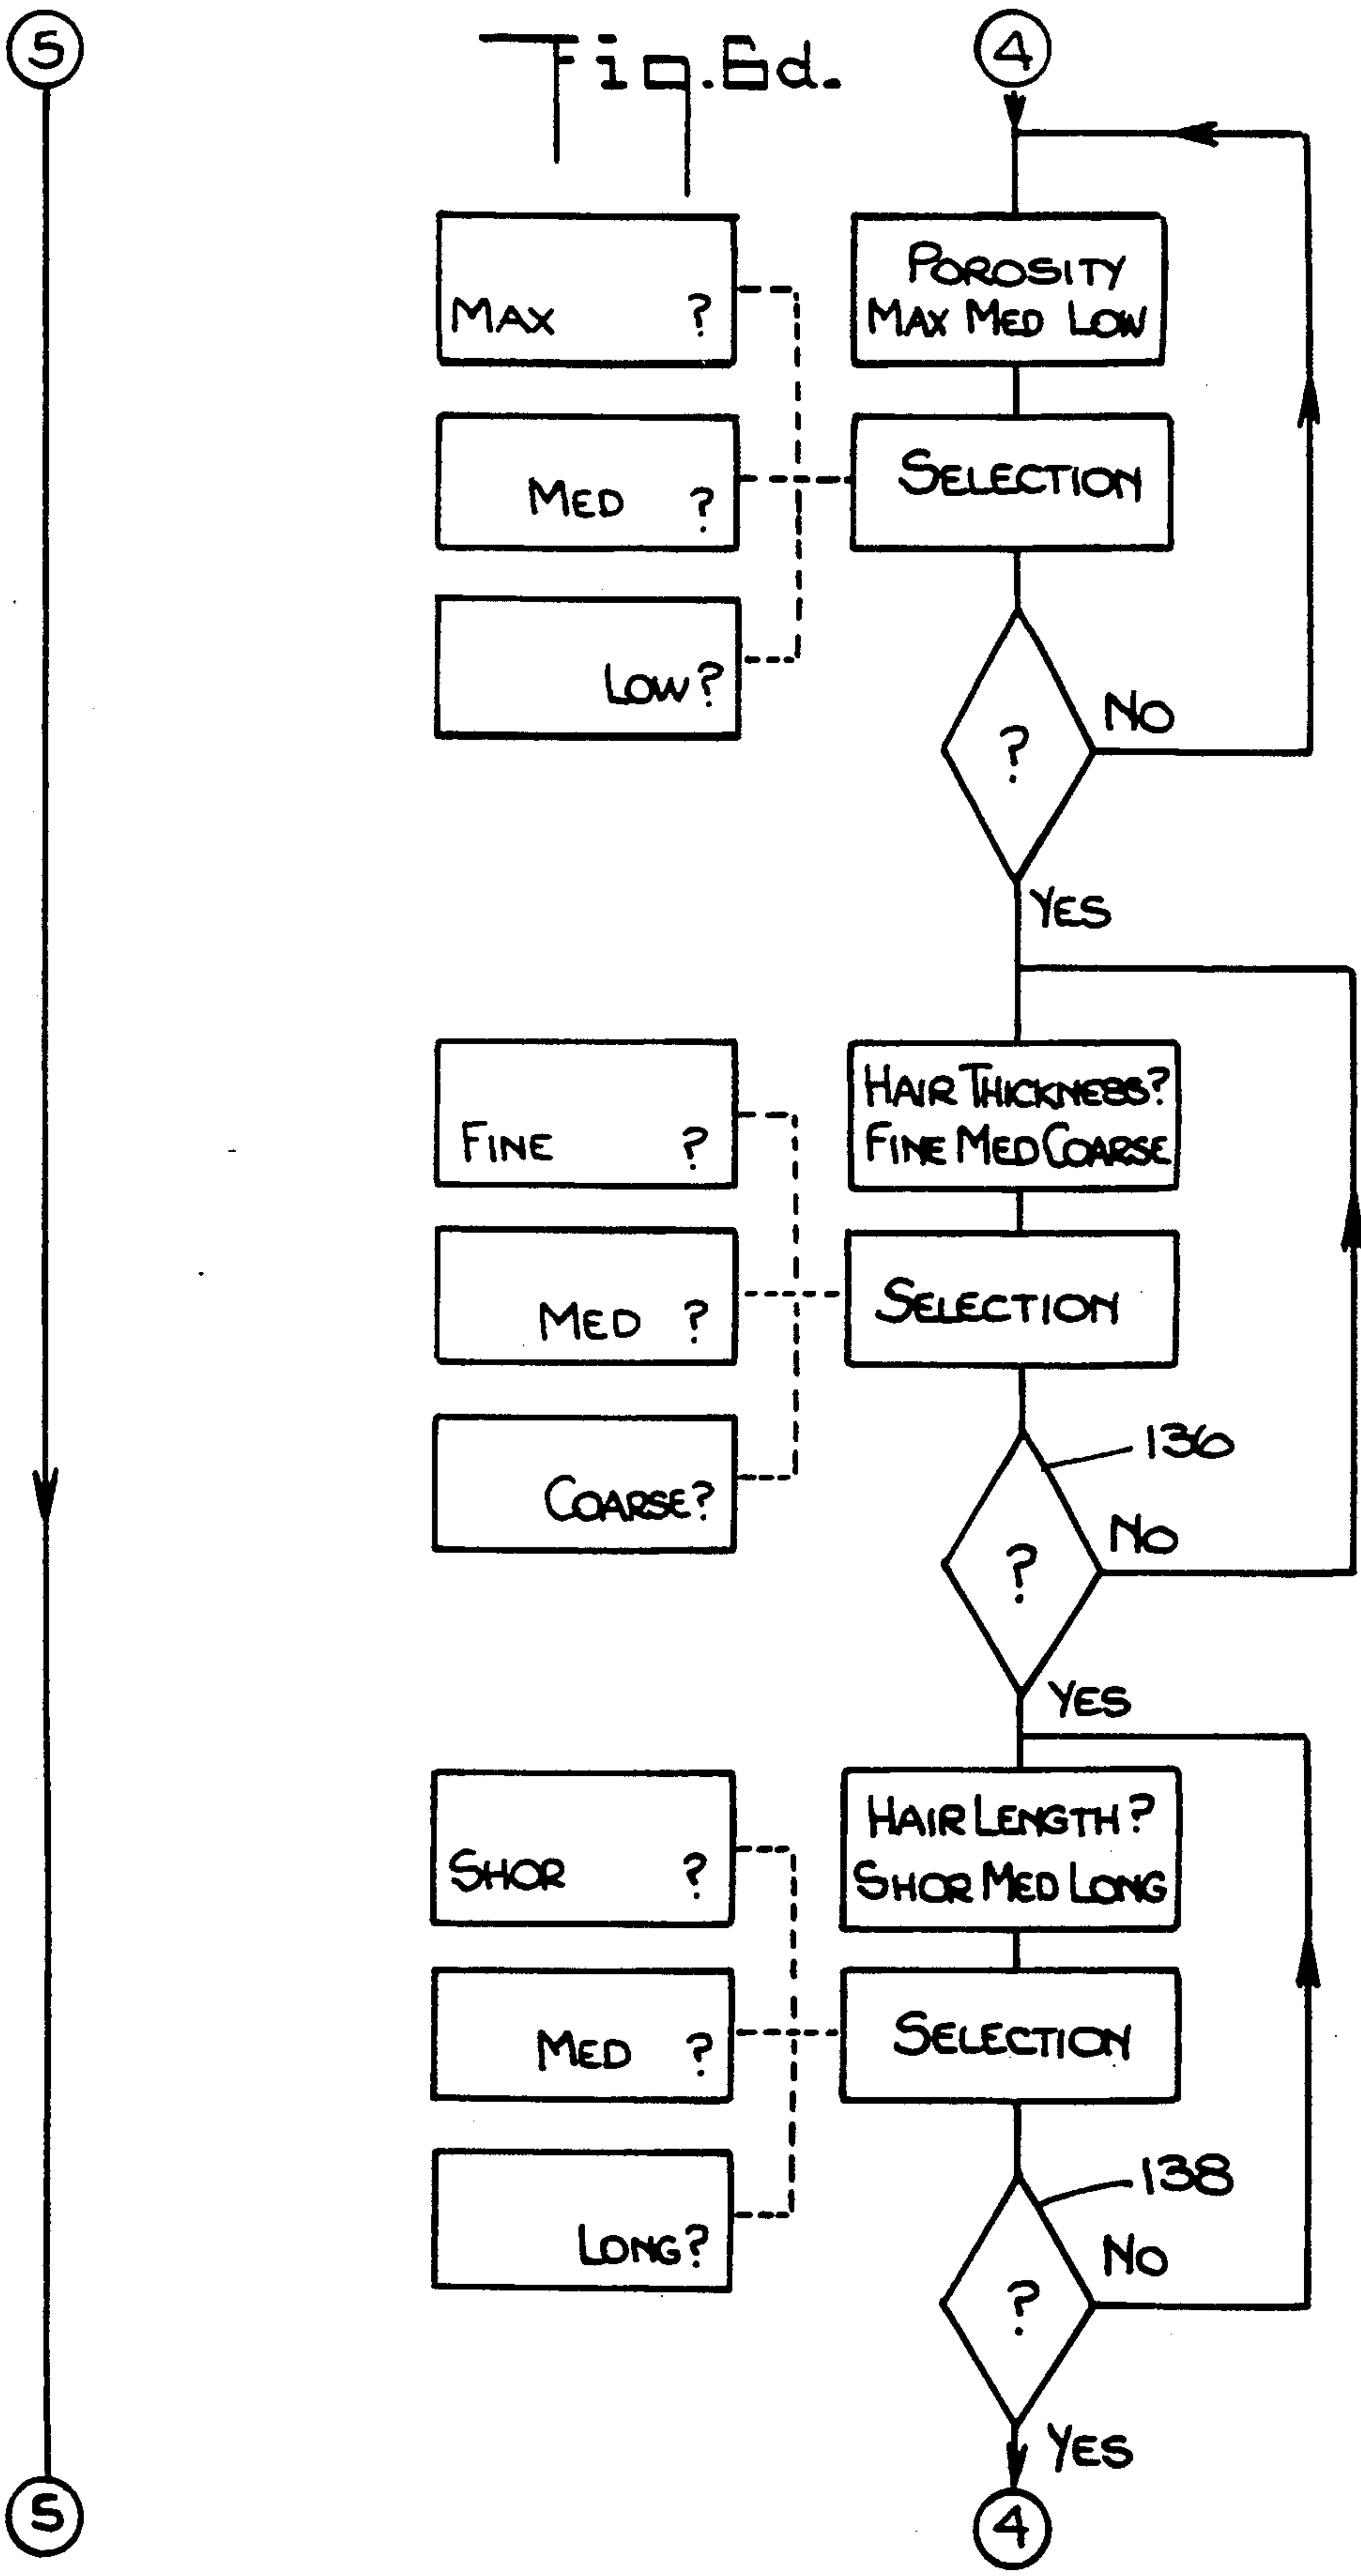 5
Fig. 6d.
4
POROSITY
MAX MED LOW
MAX ?
SELECTION
MED ?
LOW?
?
NO
YES
HAIR THICKNESS?
FINE MED COARSE
FINE ?
SELECTION
MED ?
COARSE?
136
?
NO
YES
HAIR LENGTH?
SHOR MED LONG
SHOR ?
SELECTION
MED ?
LONG?
138
?
NO
YES
5
4